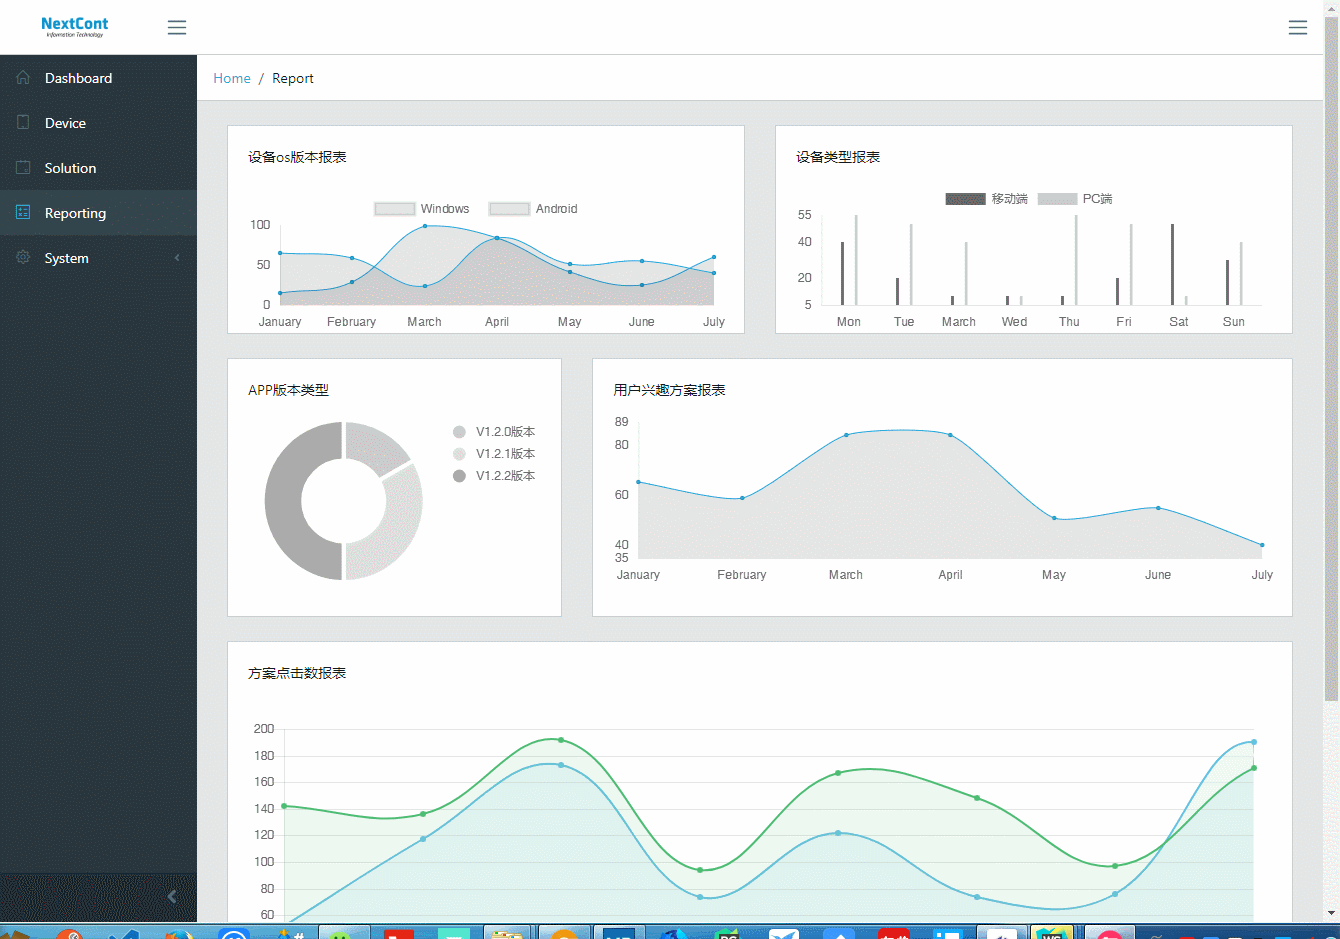 NextCont
Information Technology
Dashboard
Device
Solution
Reporting
System
Home / Report
设备os版本报表
Windows Android
100
50
0
January February March April May June July
设备类型报表
移动端 PC端
55
40
20
5
Mon Tue March Wed Thu Fri Sat Sun
APP版本类型
V1.2.0版本
V1.2.1版本
V1.2.2版本
用户兴趣方案报表
89
80
60
40
35
January February March April May June July
方案点击数报表
200
180
160
140
120
100
80
60